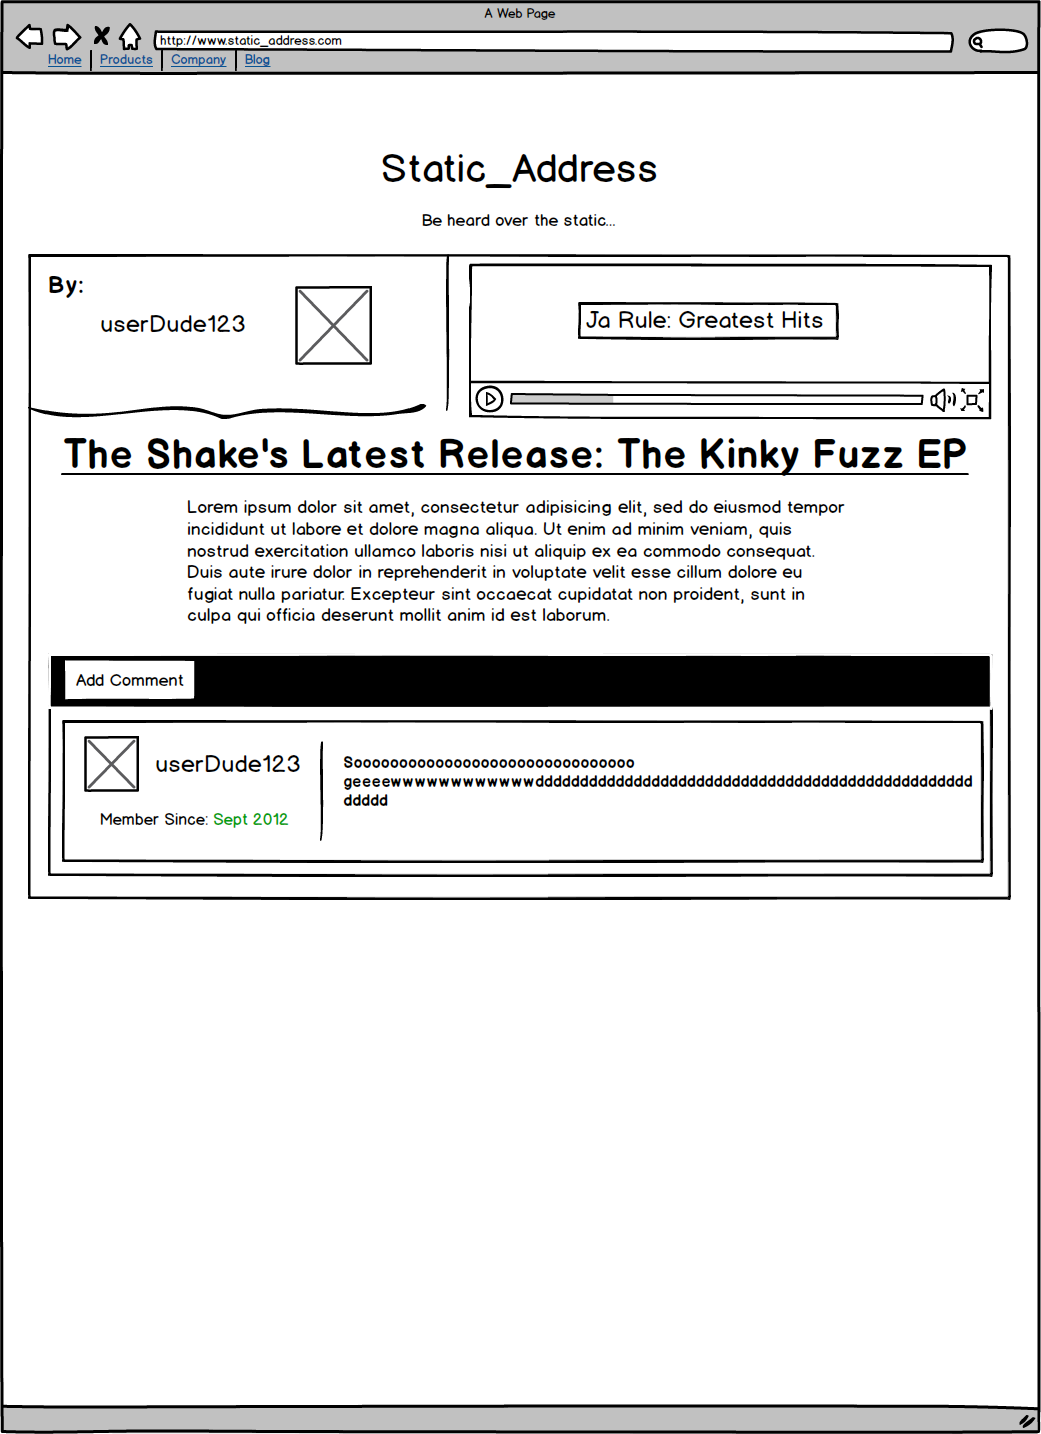 A Web Page
http://www.static_address.com
Home Products Company Blog
Static_Address
Be heard over the static...
By:
userDude123
Ja Rule: Greatest Hits
The Shake's Latest Release: The Kinky Fuzz EP
Lorem ipsum dolor sit amet, consectetur adipisicing elit, sed do eiusmod tempor
incididunt ut labore et dolore magna aliqua. Ut enim ad minim veniam, quis
nostrud exercitation ullamco laboris nisi ut aliquip ex ea commodo consequat.
Duis aute irure dolor in reprehenderit in voluptate velit esse cillum dolore eu
fugiat nulla pariatur. Excepteur sint occaecat cupidatat non proident, sunt in
culpa qui officia deserunt mollit anim id est laborum.
Add Comment
userDude123
Member Since: Sept 2012
Sooooooooooooooooooooooooooooooo
geeeewwwwwwwwwwwwddddddddddddddddddddddddddddddddddddddddddddddddd
ddddd